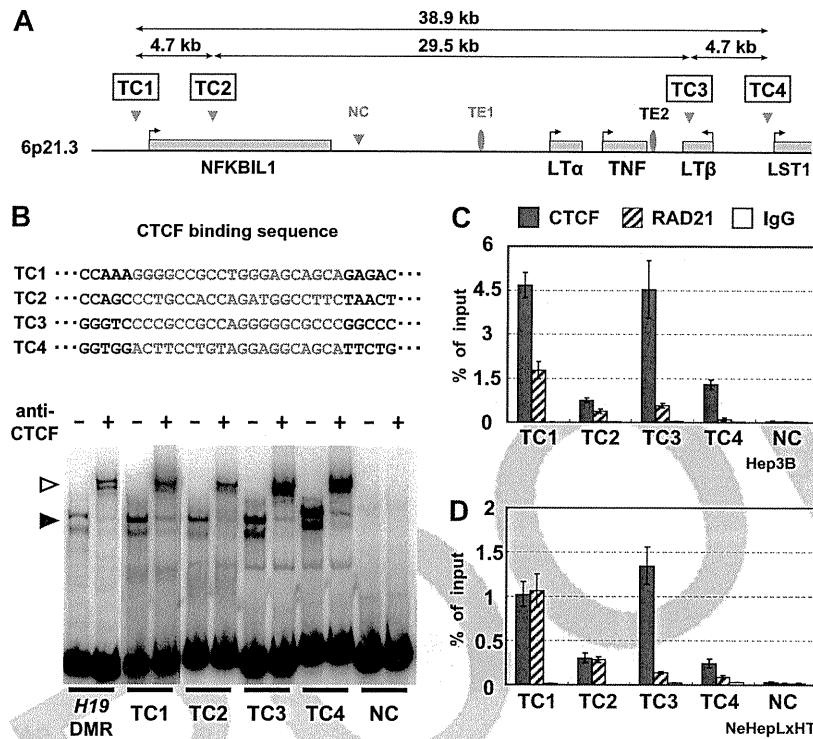 A
38.9 kb
4.7 kb
29.5 kb
4.7 kb
TC1
TC2
NC
TE1
TE2
TC3
TC4
6p21.3
NFKBIL1
LTα
TNF
LTβ
LST1
B
CTCF binding sequence
TC1 ···CCAAAGGGGCCGCCTGGGAGCAGCAGAGAC···
TC2 ···CCAGCCCTGCCACCAGATGGCCTTCTAACT···
TC3 ···GGGTCCCCGCCGCCAGGGGGCGCCCGGCCC···
TC4 ···GGTGGACTTCCTGTAGGAGGCAGCATTCTG···
anti-CTCF
− + − + − + − + − + − +
H19 DMR
TC1
TC2
TC3
TC4
NC
C
CTCF
RAD21
IgG
% of input
6
4.5
3
1.5
0
TC1
TC2
TC3
TC4
NC
Hep3B
D
% of input
2
1.5
1
0.5
0
TC1
TC2
TC3
TC4
NC
NeHepLxHT